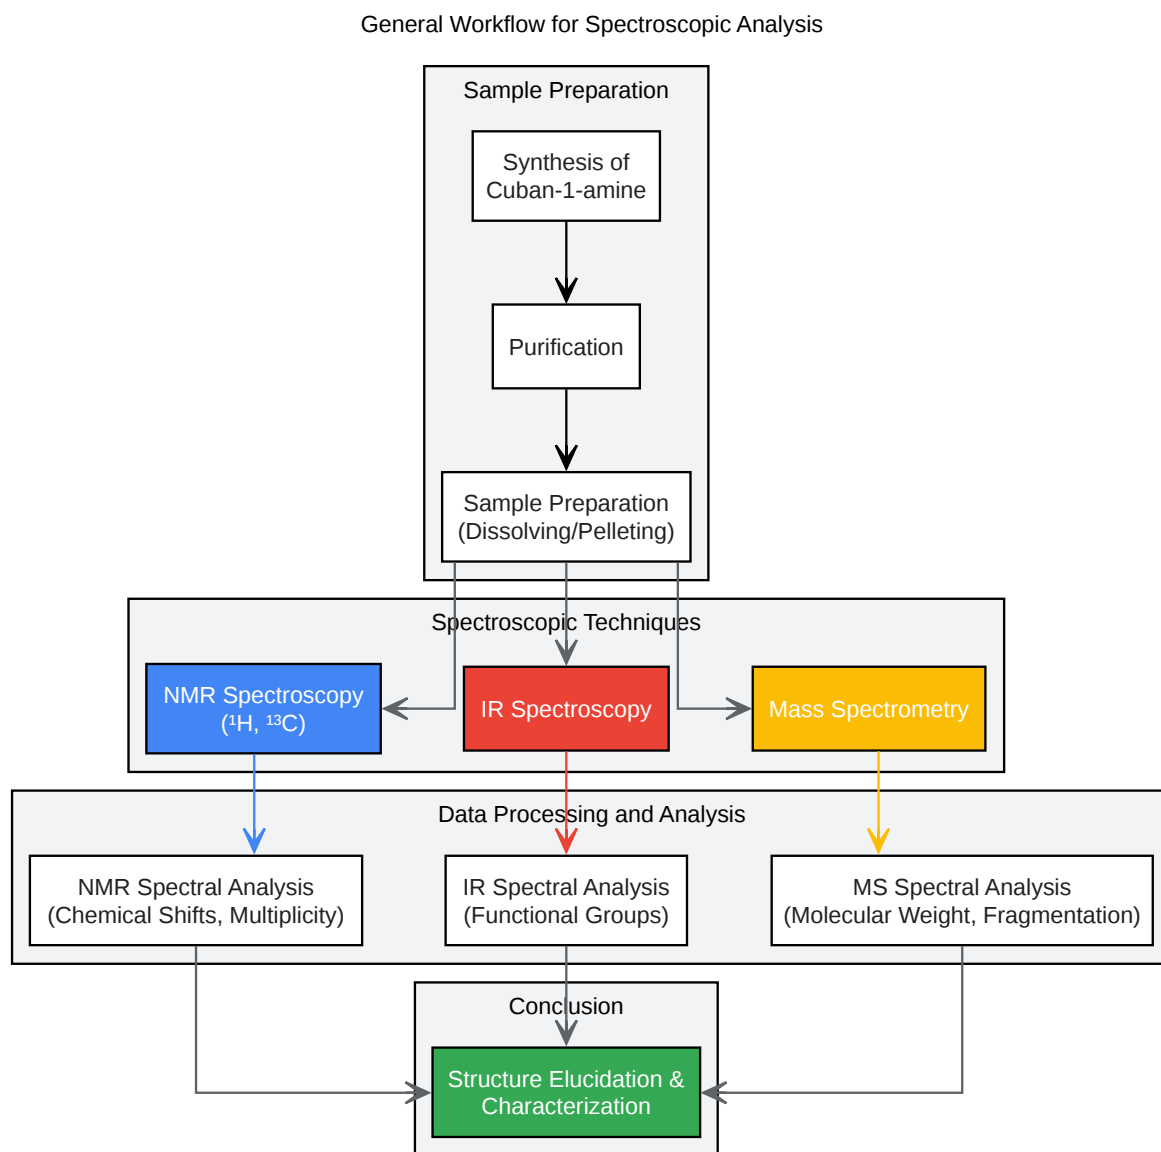 General Workflow for Spectroscopic Analysis
Sample Preparation
Synthesis of
Cuban-1-amine
Purification
Sample Preparation
(Dissolving/Pelleting)
Spectroscopic Techniques
NMR Spectroscopy
(¹H, ¹³C)
IR Spectroscopy
Mass Spectrometry
Data Processing and Analysis
NMR Spectral Analysis
(Chemical Shifts, Multiplicity)
IR Spectral Analysis
(Functional Groups)
MS Spectral Analysis
(Molecular Weight, Fragmentation)
Conclusion
Structure Elucidation &
Characterization